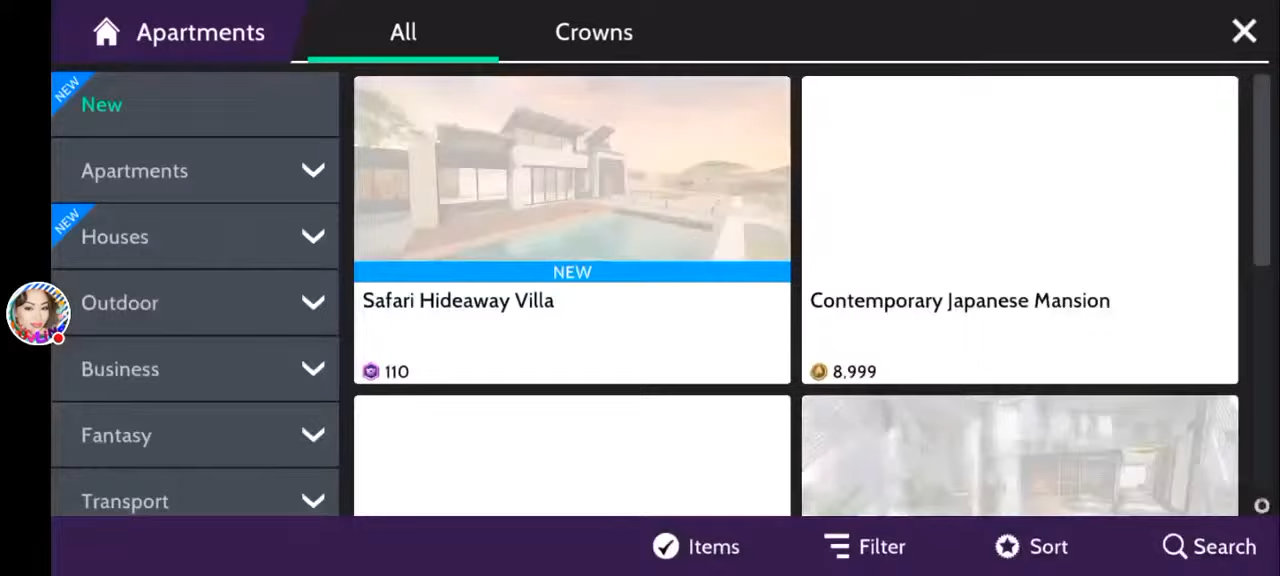 Apartments
All
Crowns
NEW
New
Apartments
NEW
Houses
Outdoor
Business
Fantasy
Transport
NEW
Safari Hideaway Villa
110
Contemporary Japanese Mansion
8,999
Items
Filter
Sort
Search